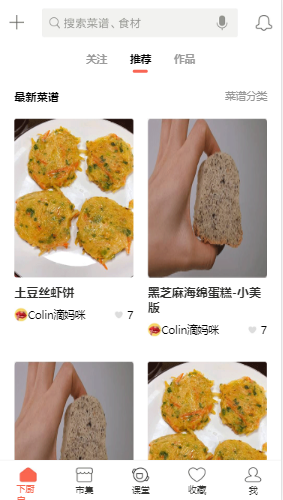 搜索菜谱、食材
关注 推荐 作品
最新菜谱 菜谱分类
土豆丝虾饼
Colin滴妈咪 7
黑芝麻海绵蛋糕-小美
版
Colin滴妈咪 7
下厨 市集 课堂 收藏 我